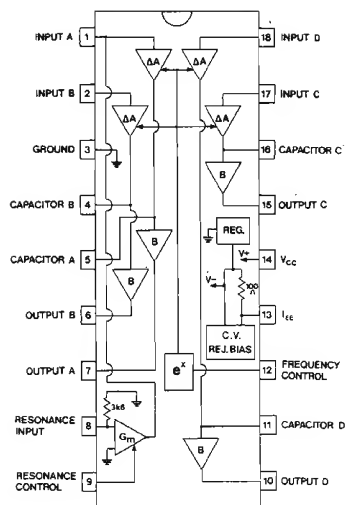 INPUT A 1
18 INPUT D
ΔA ΔA
INPUT B 2
17 INPUT C
ΔA ΔA
GROUND 3
16 CAPACITOR C
B
CAPACITOR B 4
15 OUTPUT C
REG.
B
V+
CAPACITOR A 5
14 VCC
V-
100
Ω
B
OUTPUT B 6
13 IEE
C.V.
REJ. BIAS
OUTPUT A 7
eˣ
12 FREQUENCY
CONTROL
3k6
RESONANCE
INPUT 8
11 CAPACITOR D
Gm
B
RESONANCE
CONTROL 9
10 OUTPUT D